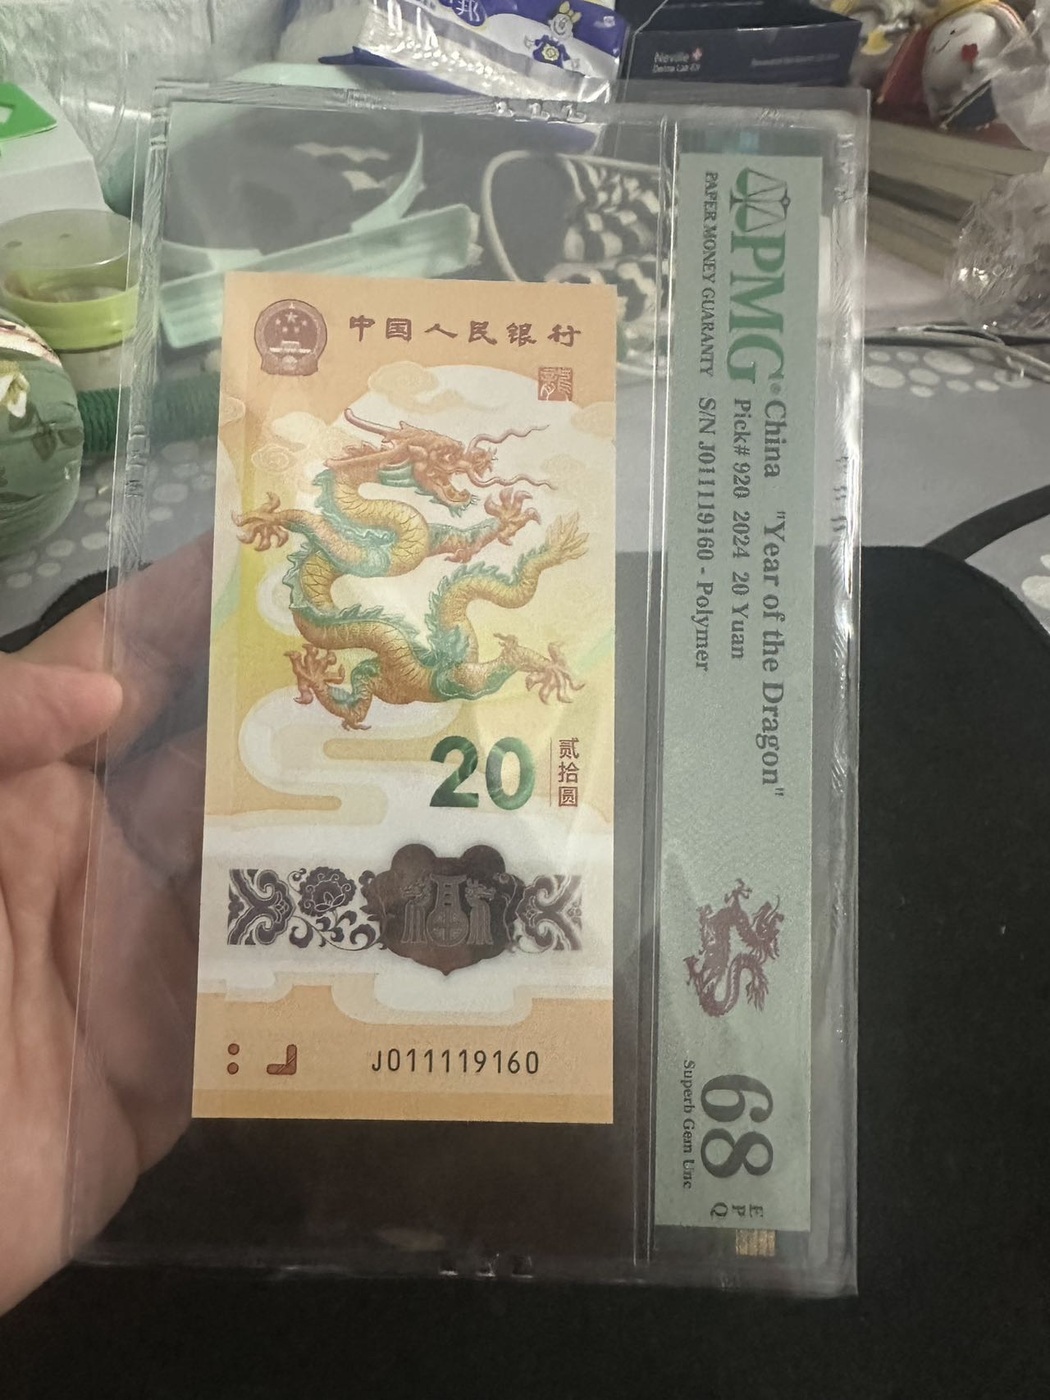 中国人民银行
20
贰拾圆
J011119160
PMG
PAPER MONEY GUARANTY
China "Year of the Dragon"
Pick# 920 2024 20 Yuan
S/N J011119160 - Polymer
68
EPQ
Superb Gem Unc